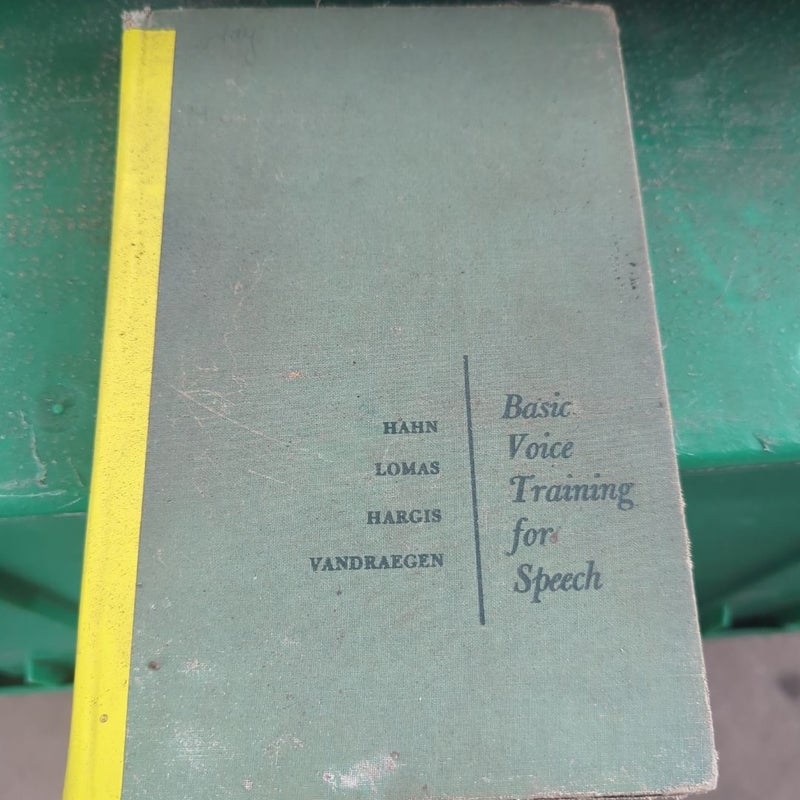 HAHN
LOMAS
HARGIS
VANDRAEGEN
Basic
Voice
Training
for
Speech